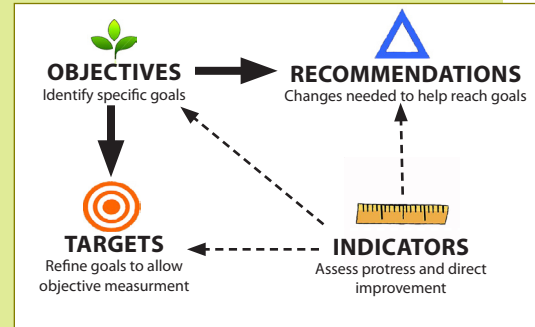 OBJECTIVES
Identify specific goals
RECOMMENDATIONS
Changes needed to help reach goals
TARGETS
Refine goals to allow
objective measurment
INDICATORS
Assess protress and direct
improvement